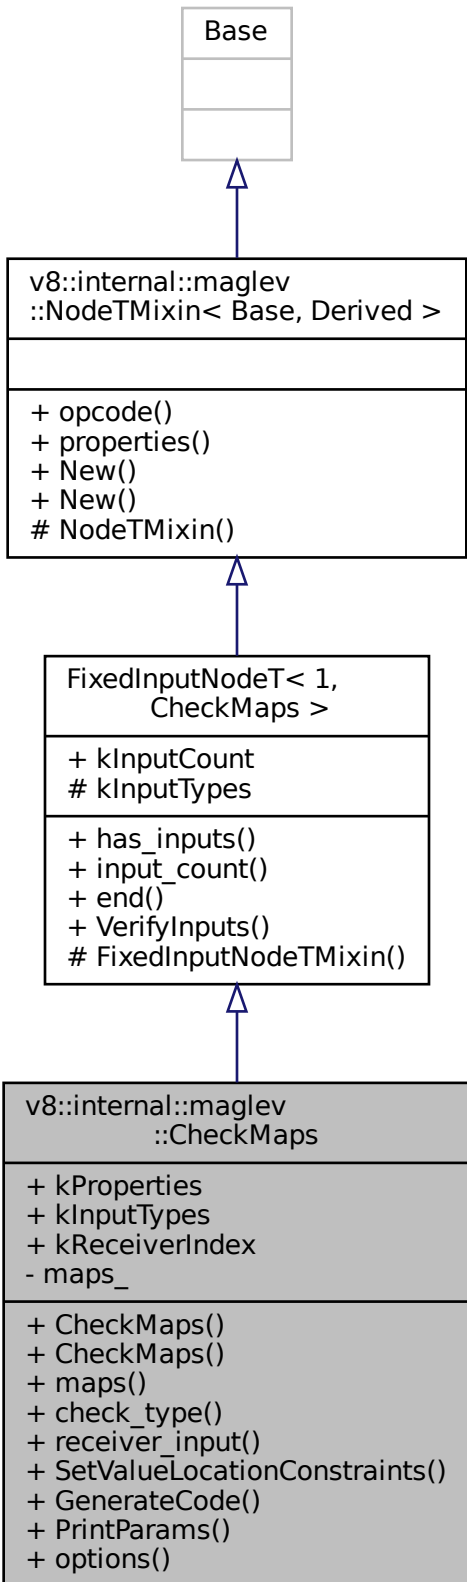 Base
v8::internal::maglev
::NodeTMixin< Base, Derived >
+ opcode()
+ properties()
+ New()
+ New()
# NodeTMixin()
FixedInputNodeT< 1,
CheckMaps >
+ kInputCount
# kInputTypes
+ has_inputs()
+ input_count()
+ end()
+ VerifyInputs()
# FixedInputNodeTMixin()
v8::internal::maglev
::CheckMaps
+ kProperties
+ kInputTypes
+ kReceiverIndex
- maps_
+ CheckMaps()
+ CheckMaps()
+ maps()
+ check_type()
+ receiver_input()
+ SetValueLocationConstraints()
+ GenerateCode()
+ PrintParams()
+ options()